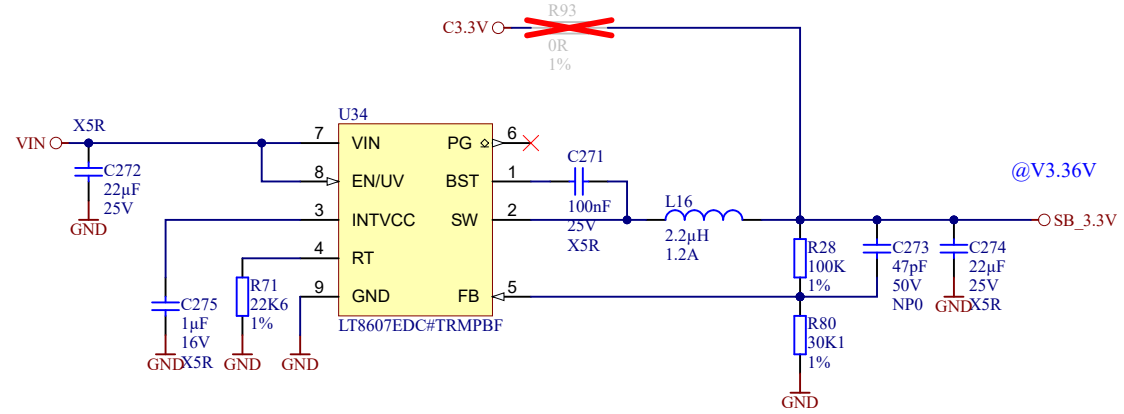 R93
C3.3V
0R
1%
U34
VIN
X5R
7
VIN
PG
6
C271
C272
22µF
25V
GND
8
EN/UV
BST
1
100nF
25V
X5R
@V3.36V
3
INTVCC
SW
2
L16
2.2µH
1.2A
SB_3.3V
4
RT
R28
100K
1%
C273
47pF
50V
NP0
C274
22µF
25V
X5R
GND
R71
22K6
1%
9
GND
FB
5
C275
1µF
16V
X5R
LT8607EDC#TRMPBF
R80
30K1
1%
GND
GND
GND
GND